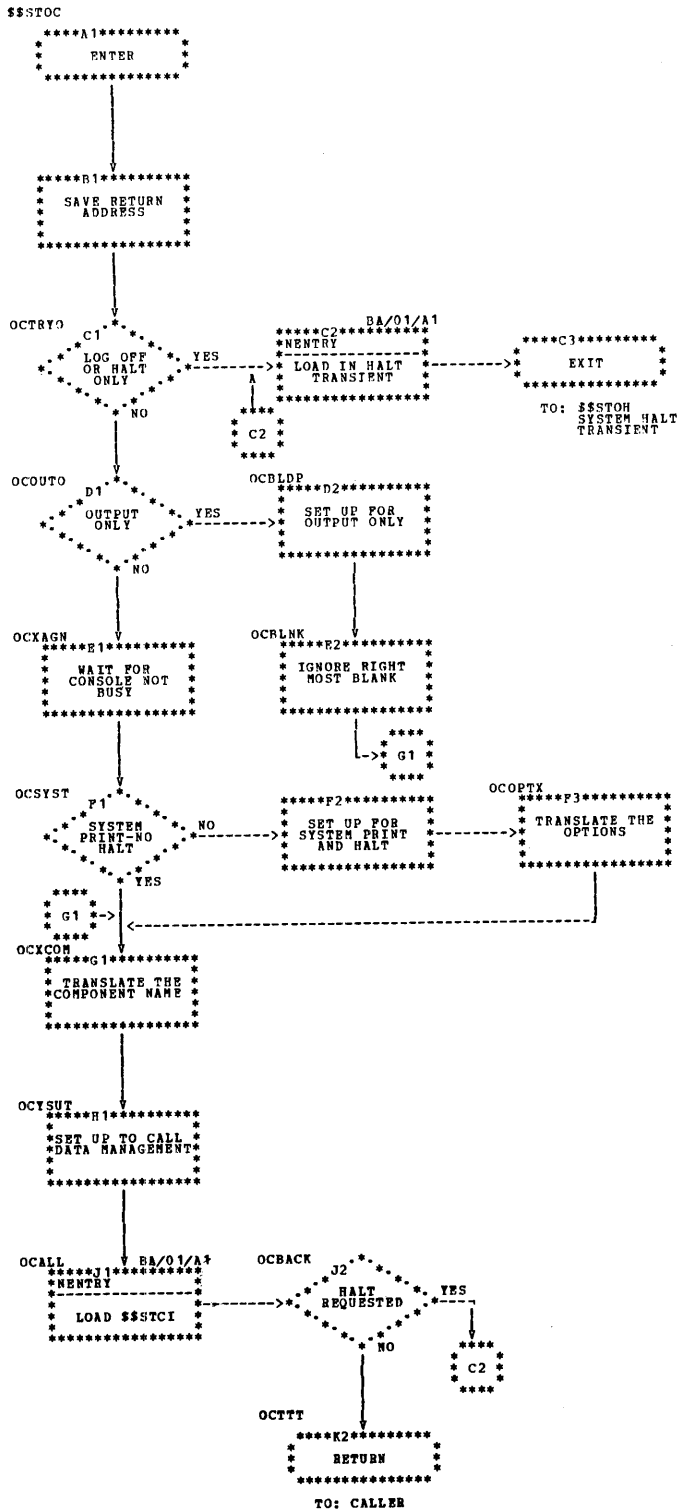 $$STOC
A1
ENTER
B1
SAVE RETURN
ADDRESS
OCTRYO
C1
LOG OFF
OR HALT
ONLY
YES
NO
A
C2
BA/01/A1
C2
NENTRY
LOAD IN HALT
TRANSIENT
C3
EXIT
TO: $$STOH
SYSTEM HALT
TRANSIENT
OCOUTO
D1
OUTPUT
ONLY
YES
NO
OCBLDP
D2
SET UP FOR
OUTPUT ONLY
OCXAGN
E1
WAIT FOR
CONSOLE NOT
BUSY
OCBLNK
E2
IGNORE RIGHT
MOST BLANK
G1
OCSYST
F1
SYSTEM
PRINT-NO
HALT
NO
YES
F2
SET UP FOR
SYSTEM PRINT
AND HALT
OCOPTX
F3
TRANSLATE THE
OPTIONS
G1
OCXCOM
G1
TRANSLATE THE
COMPONENT NAME
OCYSUT
H1
SET UP TO CALL
DATA MANAGEMENT
OCALL
BA/01/A1
J1
NENTRY
LOAD $$STCI
OCBACK
J2
HALT
REQUESTED
YES
NO
C2
OCTTT
K2
RETURN
TO: CALLER